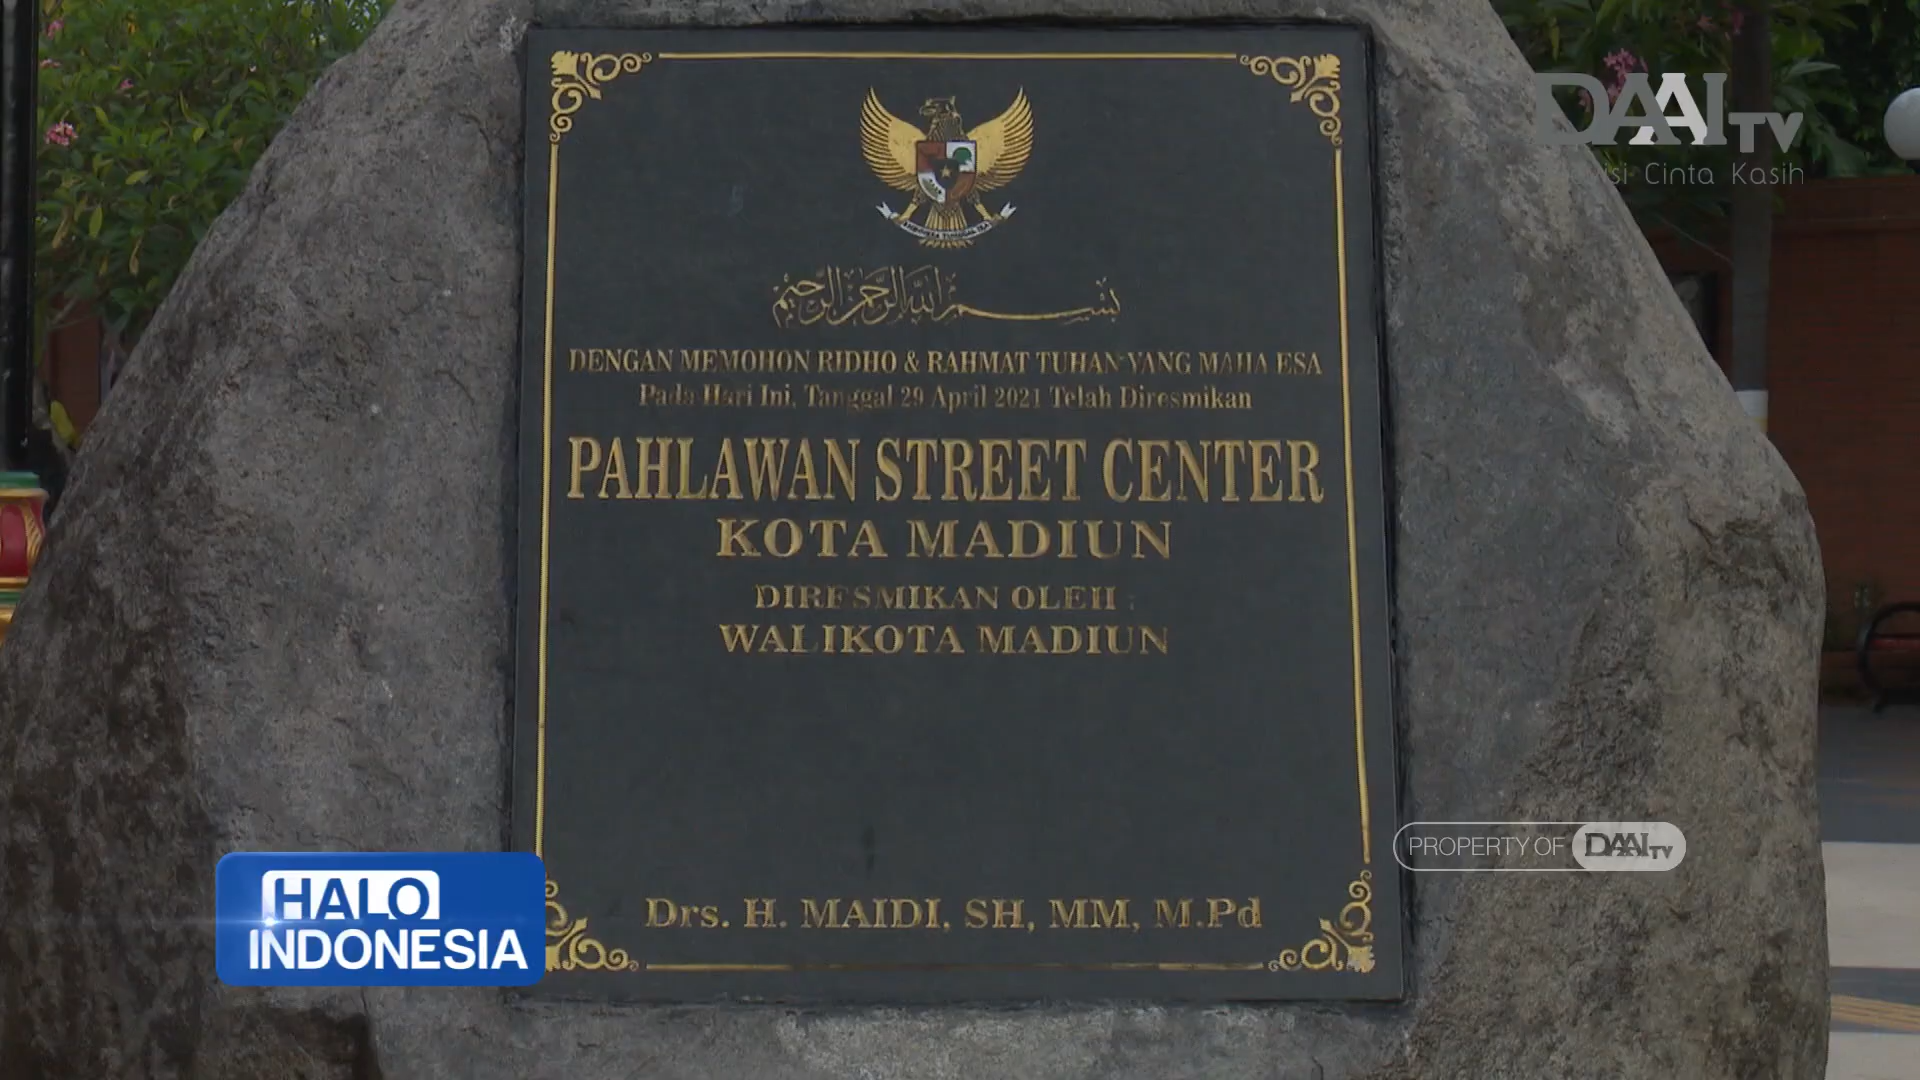 DAAI TV
Cinta Kasih
بسم الله الرحمن الرحيم
DENGAN MEMOHON RIDHO & RAHMAT TUHAN YANG MAHA ESA
Pada Hari Ini, Tanggal 29 April 2021 Telah Diresmikan
PAHLAWAN STREET CENTER
KOTA MADIUN
DIRESMIKAN OLEH :
WALIKOTA MADIUN
PROPERTY OF DAAI TV
Drs. H. MAIDI, SH, MM, M.Pd
HALO
INDONESIA